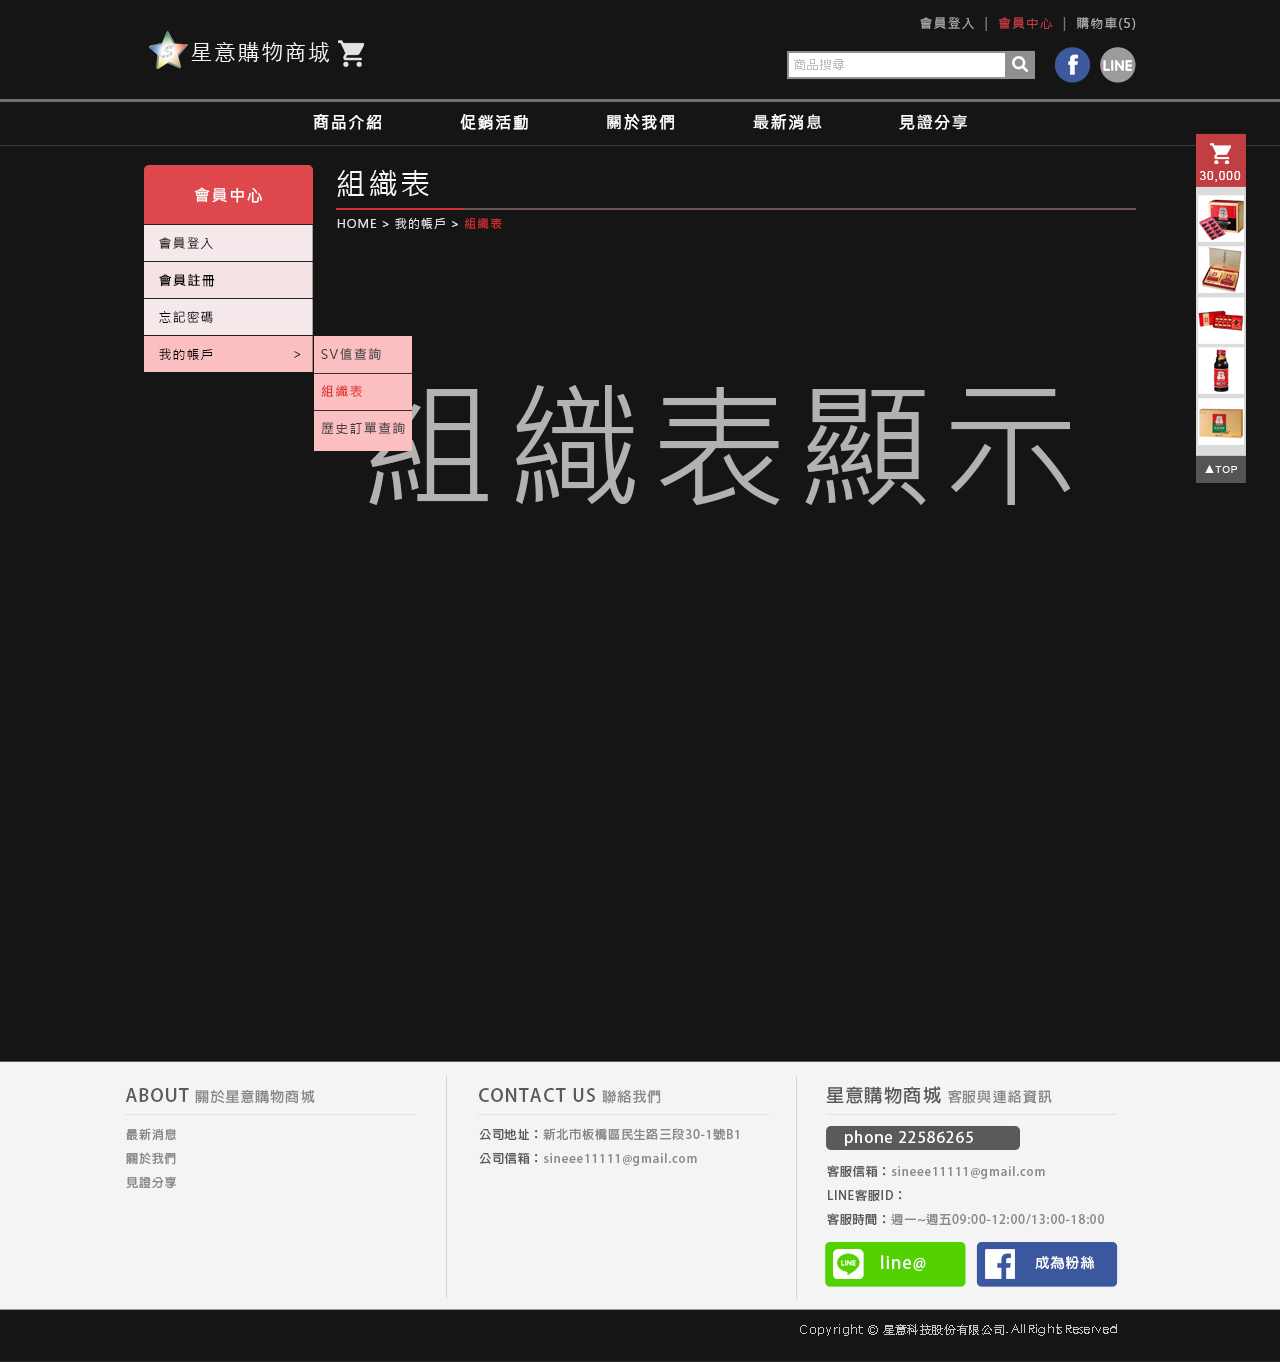 會員登入 | 會員中心 | 購物車(5)
星意購物商城
商品搜尋
f
LINE
商品介紹 促銷活動 關於我們 最新消息 見證分享
30,000
會員中心
組織表
HOME > 我的帳戶 > 組織表
會員登入
會員註冊
忘記密碼
我的帳戶 >
SV值查詢
組織表
歷史訂單查詢
組織表顯示
▲TOP
ABOUT 關於星意購物商城
最新消息
關於我們
見證分享
CONTACT US 聯絡我們
公司地址：新北市板橋區民生路三段30-1號B1
公司信箱：sineee11111@gmail.com
星意購物商城 客服與連絡資訊
phone 22586265
客服信箱：sineee11111@gmail.com
LINE客服ID：
客服時間：週一~週五09:00-12:00/13:00-18:00
LINE line@
成為粉絲
Copyright © 星意科技股份有限公司. All Rights Reserved